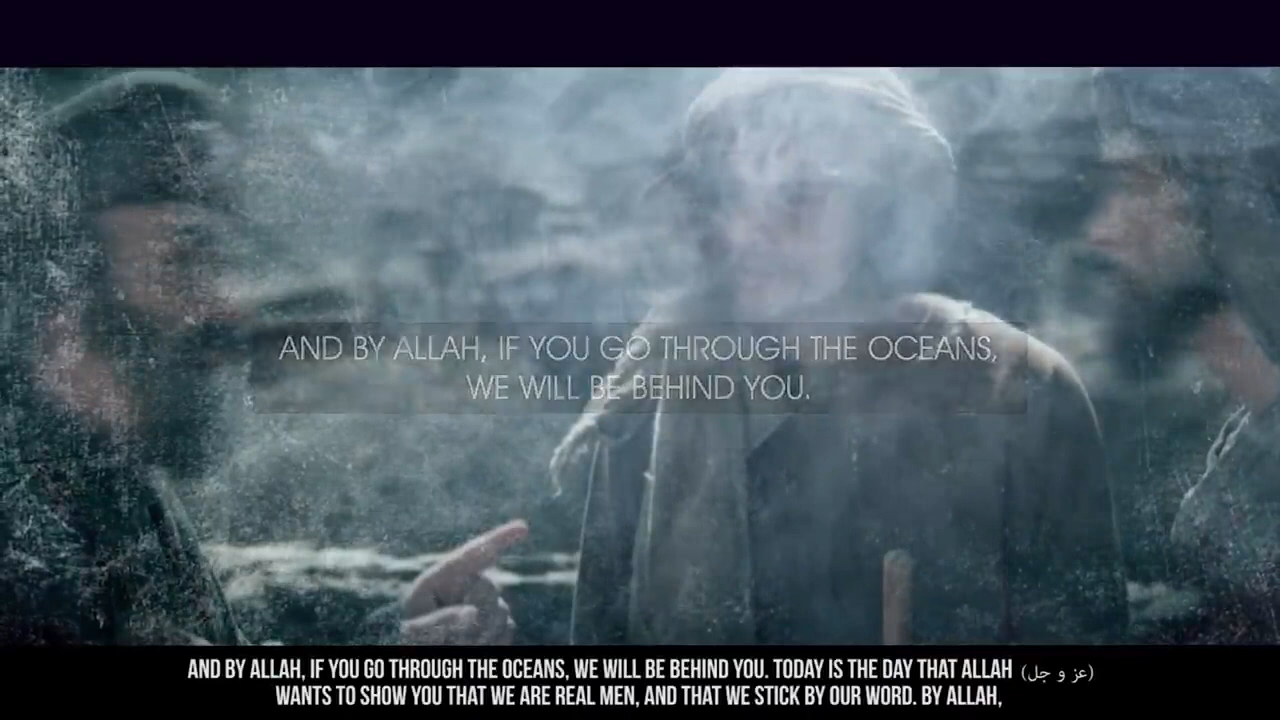 AND BY ALLAH, IF YOU GO THROUGH THE OCEANS,
WE WILL BE BEHIND YOU.
AND BY ALLAH, IF YOU GO THROUGH THE OCEANS, WE WILL BE BEHIND YOU. TODAY IS THE DAY THAT ALLAH (عز و جل)
WANTS TO SHOW YOU THAT WE ARE REAL MEN, AND THAT WE STICK BY OUR WORD. BY ALLAH,